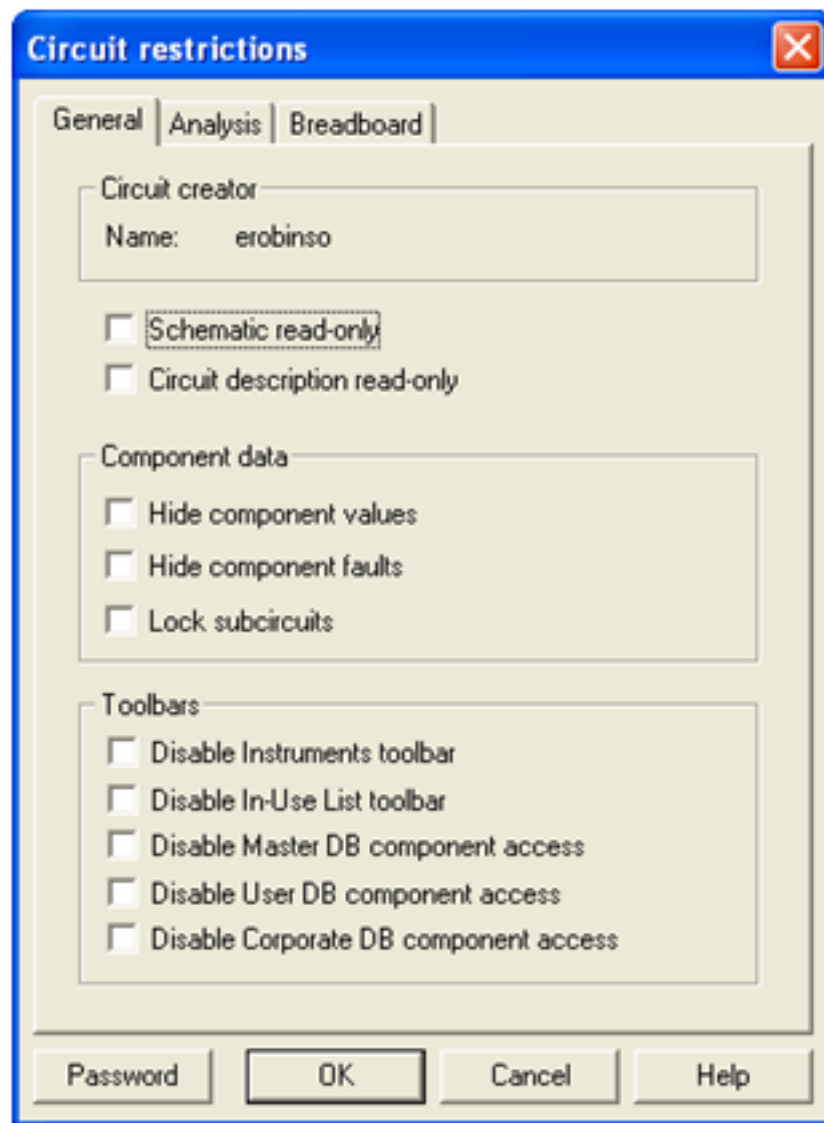 Circuit restrictions
General Analysis Breadboard
Circuit creator
Name: erobinso
Schematic read-only
Circuit description read-only
Component data
Hide component values
Hide component faults
Lock subcircuits
Toolbars
Disable Instruments toolbar
Disable In-Use List toolbar
Disable Master DB component access
Disable User DB component access
Disable Corporate DB component access
Password OK Cancel Help